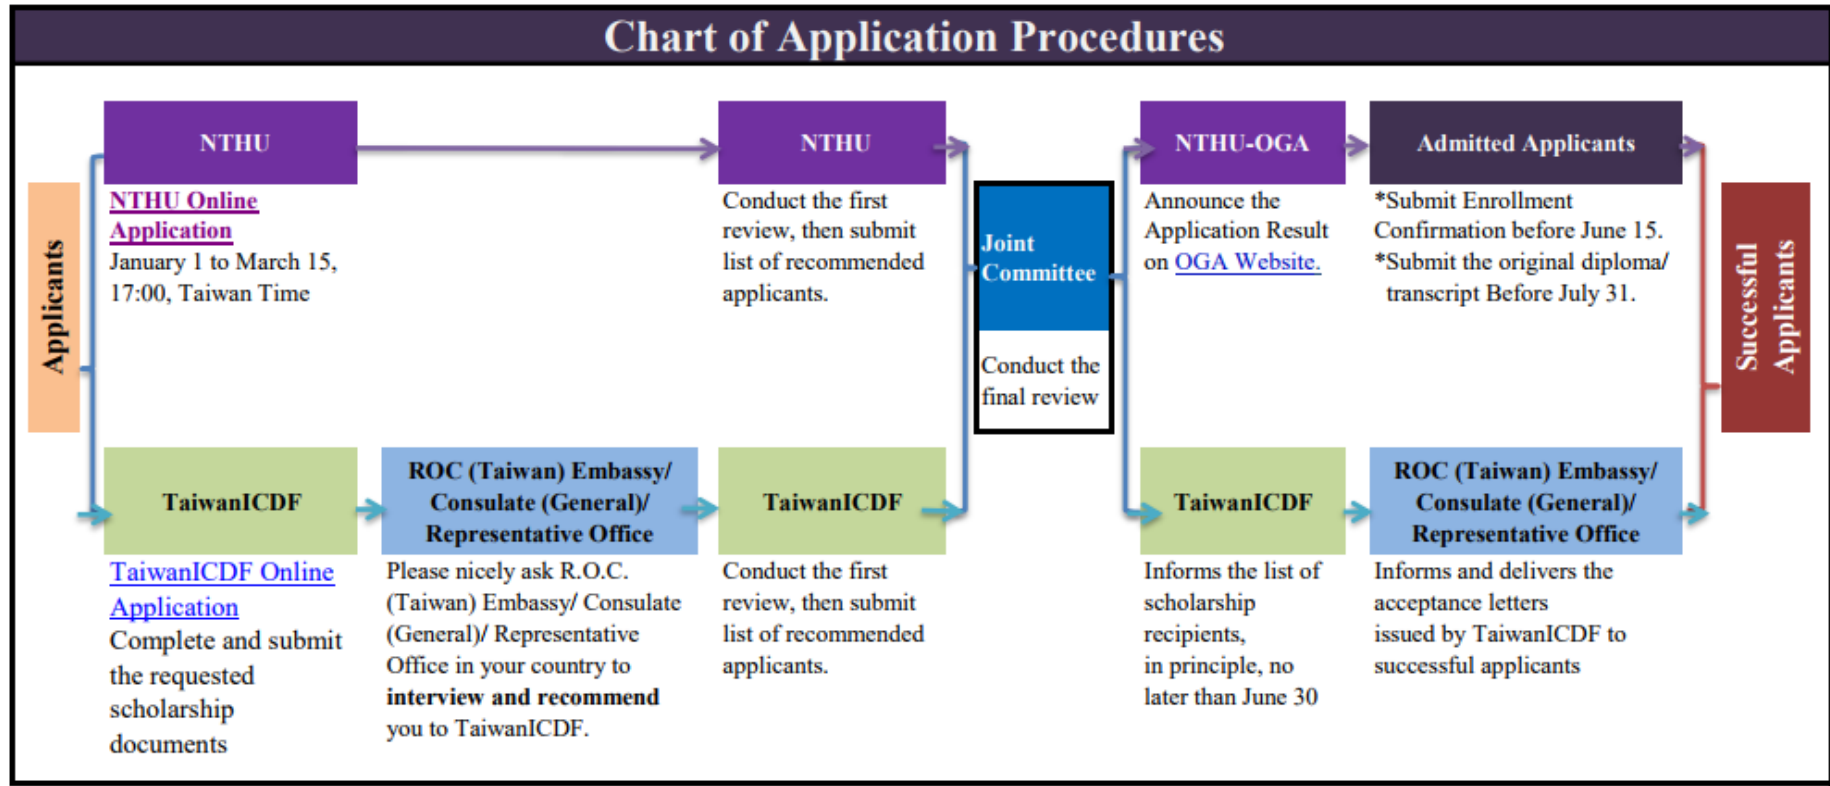 Chart of Application Procedures
Applicants
NTHU
NTHU Online
Application
January 1 to March 15,
17:00, Taiwan Time
NTHU
Conduct the first
review, then submit
list of recommended
applicants.
TaiwanICDF
TaiwanICDF Online
Application
Complete and submit
the requested
scholarship
documents
ROC (Taiwan) Embassy/
Consulate (General)/
Representative Office
Please nicely ask R.O.C.
(Taiwan) Embassy/ Consulate
(General)/ Representative
Office in your country to
interview and recommend
you to TaiwanICDF.
TaiwanICDF
Conduct the first
review, then submit
list of recommended
applicants.
Joint
Committee
Conduct the
final review
NTHU-OGA
Announce the
Application Result
on OGA Website.
Admitted Applicants
*Submit Enrollment
Confirmation before June 15.
*Submit the original diploma/
transcript Before July 31.
TaiwanICDF
Informs the list of
scholarship
recipients,
in principle, no
later than June 30
ROC (Taiwan) Embassy/
Consulate (General)/
Representative Office
Informs and delivers the
acceptance letters
issued by TaiwanICDF to
successful applicants
Successful
Applicants